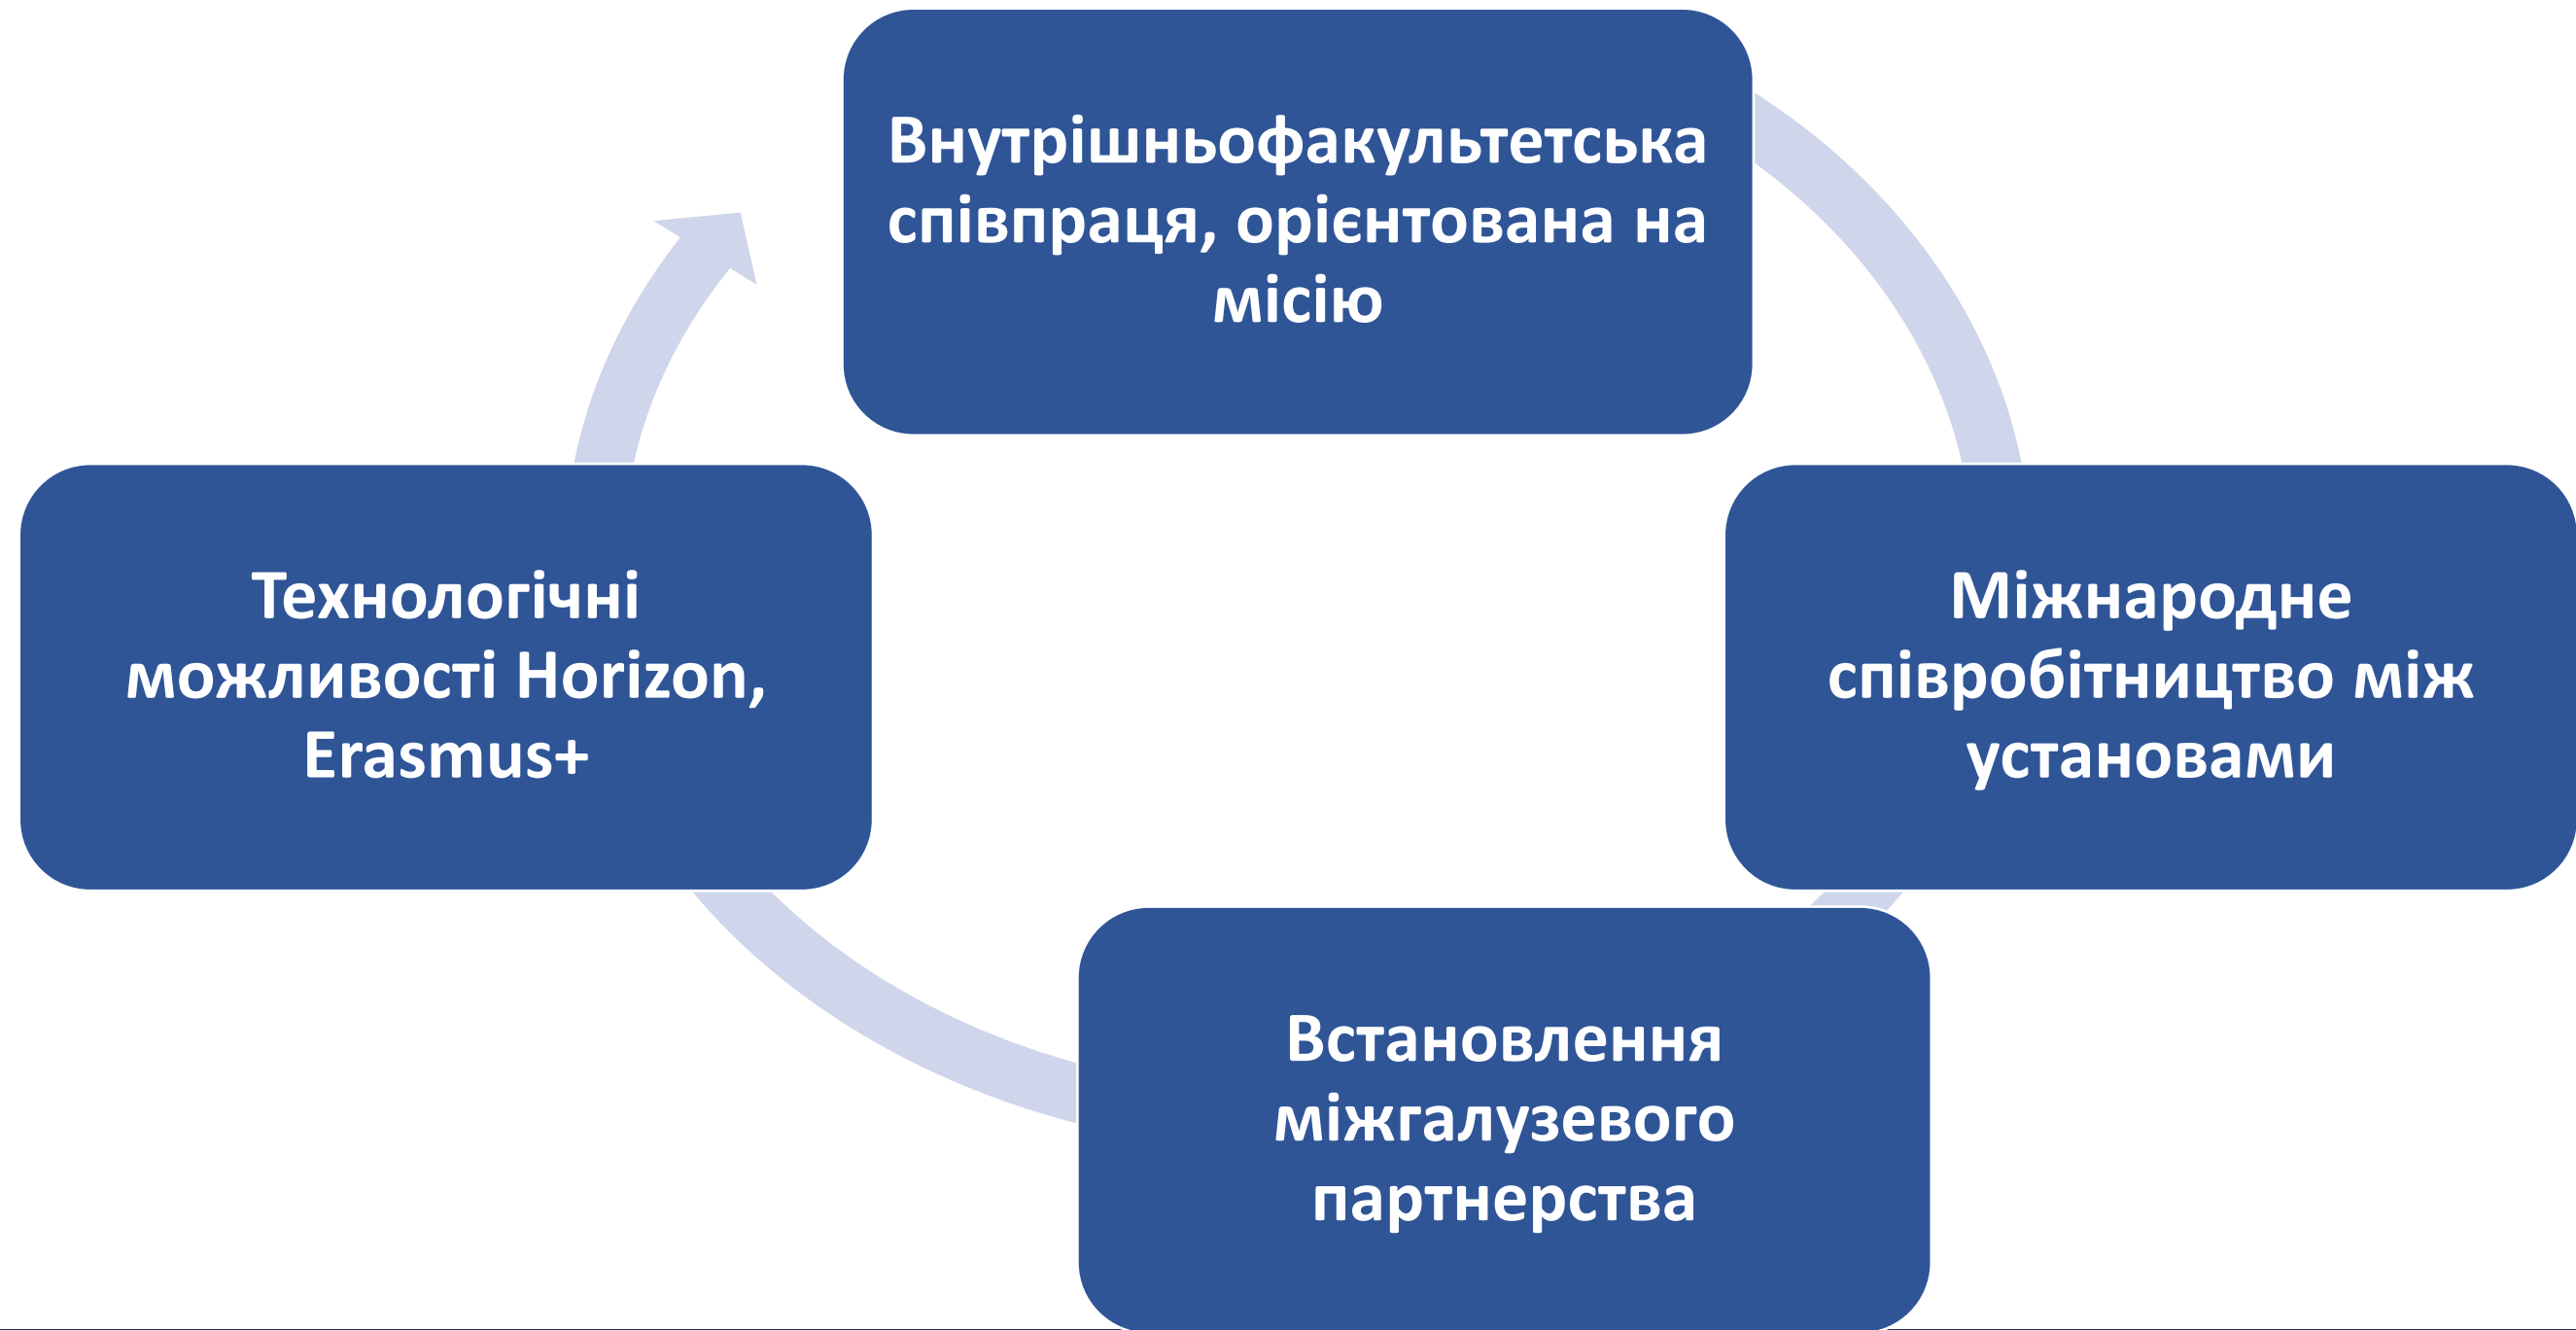 Внутрішньофакультетська
співпраця, орієнтована на
місію
Міжнародне
співробітництво між
установами
Встановлення
міжгалузевого
партнерства
Технологічні
можливості Horizon,
Erasmus+